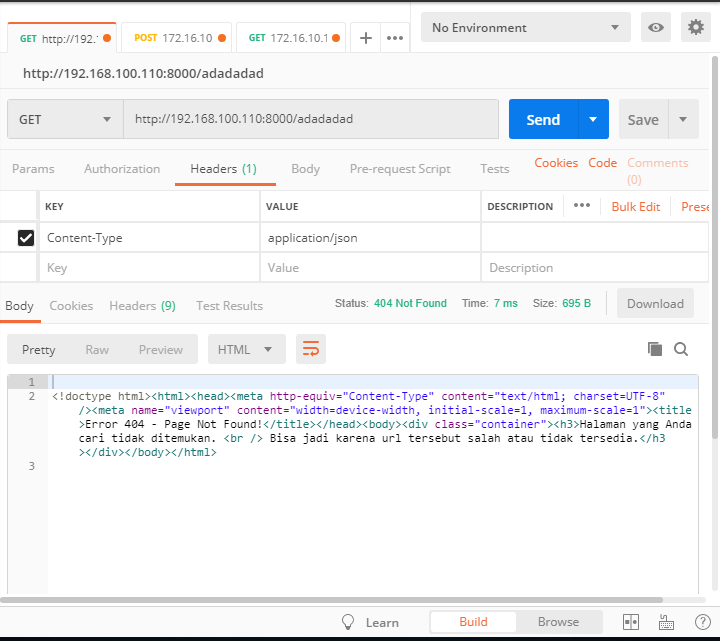 GET http://192.
POST 172.16.10
GET 172.16.10.1
No Environment
http://192.168.100.110:8000/adadadad
GET
http://192.168.100.110:8000/adadadad
Send
Save
Params
Authorization
Headers (1)
Body
Pre-request Script
Tests
Cookies
Code
Comments
(0)
KEY
VALUE
DESCRIPTION
Bulk Edit
Prese
Content-Type
application/json
Key
Value
Description
Body
Cookies
Headers (9)
Test Results
Status: 404 Not Found
Time: 7 ms
Size: 695 B
Download
Pretty
Raw
Preview
HTML
1
2
<!doctype html><html><head><meta http-equiv="Content-Type" content="text/html; charset=UTF-8"
/><meta name="viewport" content="width=device-width, initial-scale=1, maximum-scale=1"><title
>Error 404 - Page Not Found!</title></head><body><div class="container"><h3>Halaman yang Anda
cari tidak ditemukan. <br /> Bisa jadi karena url tersebut salah atau tidak tersedia.</h3
></div></body></html>
3
Learn
Build
Browse